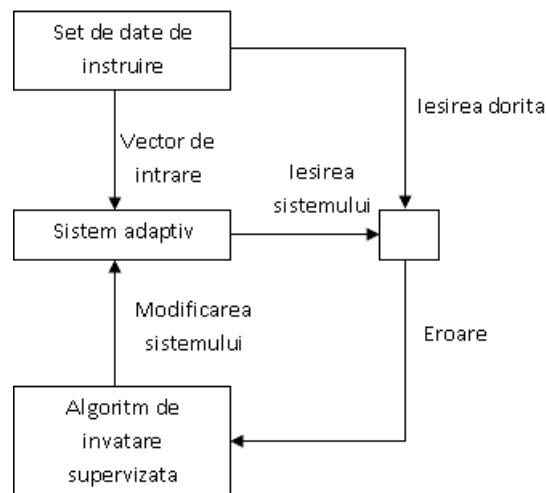 Set de date de
instruire
Iesirea dorita
Vector de
intrare
Iesirea
sistemului
Sistem adaptiv
Modificarea
sistemului
Eroare
Algoritm de
invatare
supervizata